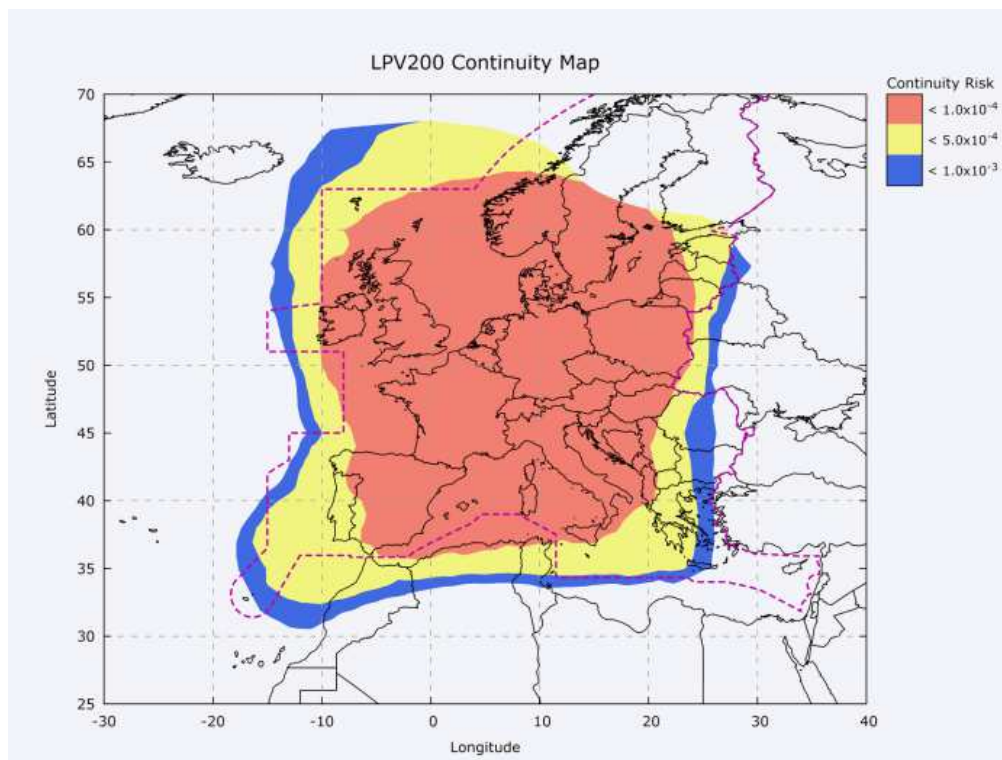 LPV200 Continuity Map
Continuity Risk
< 1.0x10⁻⁴
< 5.0x10⁻⁴
< 1.0x10⁻³
70
65
60
55
50
45
40
35
30
25
Latitude
-30
-20
-10
0
10
20
30
40
Longitude